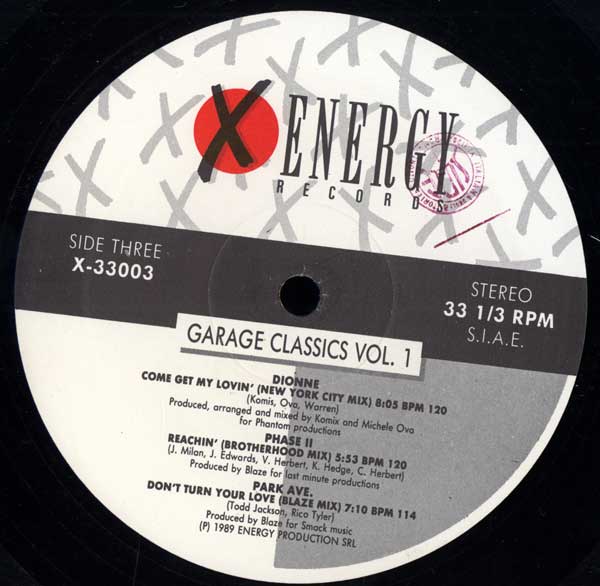 X ENERGY
RECORDS
SIDE THREE
X-33003
STEREO
33 1/3 RPM
S.I.A.E.
GARAGE CLASSICS VOL. 1
DIONNE
COME GET MY LOVIN' (NEW YORK CITY MIX) 8:05 BPM 120
(Komis, Ova, Warren)
Produced, arranged and mixed by Komix and Michele Ova
for Phantom productions
PHASE II
REACHIN' (BROTHERHOOD MIX) 5:53 BPM 120
(J. Milan, J. Edwards, V. Herbert, K. Hedge, C. Herbert)
Produced by Blaze for last minute productions
PARK AVE.
DON'T TURN YOUR LOVE (BLAZE MIX) 7:10 BPM 114
(Todd Jackson, Rico Tyler)
Produced by Blaze for Smack music
(P) 1989 ENERGY PRODUCTION SRL